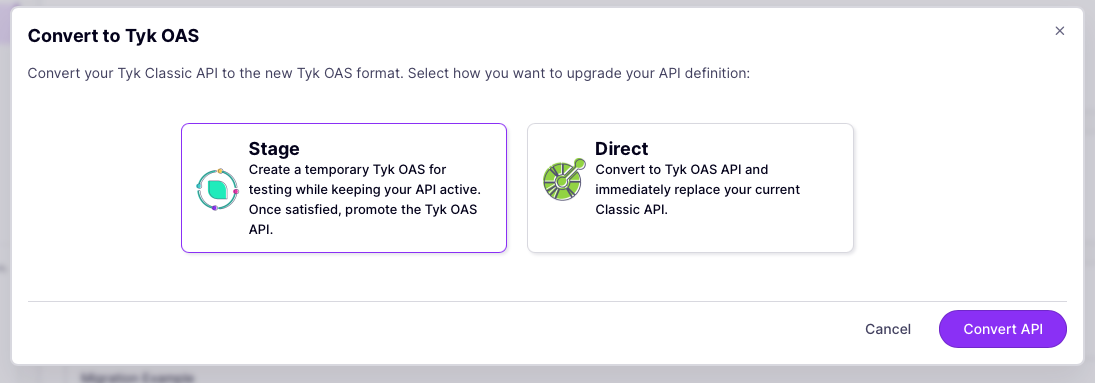 Convert to Tyk OAS
Convert your Tyk Classic API to the new Tyk OAS format. Select how you want to upgrade your API definition:
Stage
Create a temporary Tyk OAS for
testing while keeping your API active.
Once satisfied, promote the Tyk OAS
API.
Direct
Convert to Tyk OAS API and
immediately replace your current
Classic API.
Cancel
Convert API
Migration Example